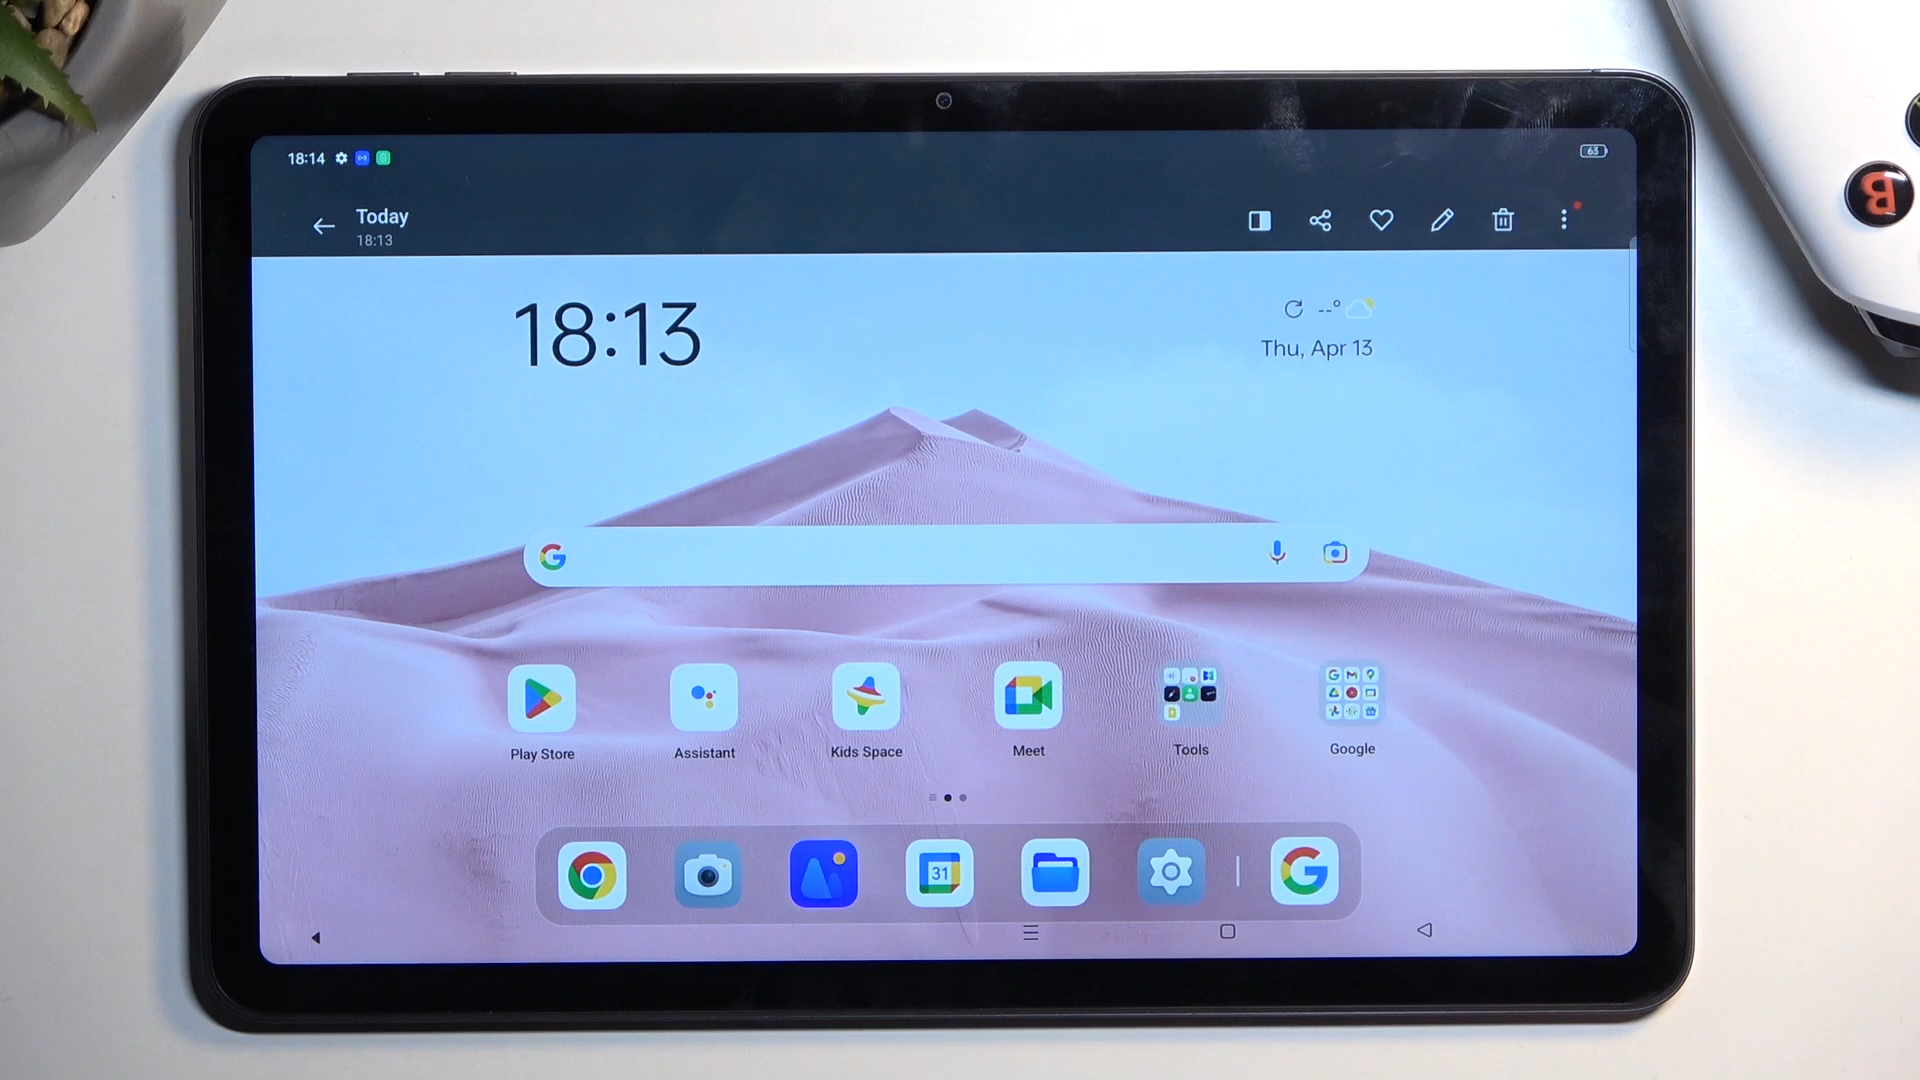 18:14
63
Today
18:13
18:13
--°
Thu, Apr 13
Play Store
Assistant
Kids Space
Meet
Tools
Google
31
B